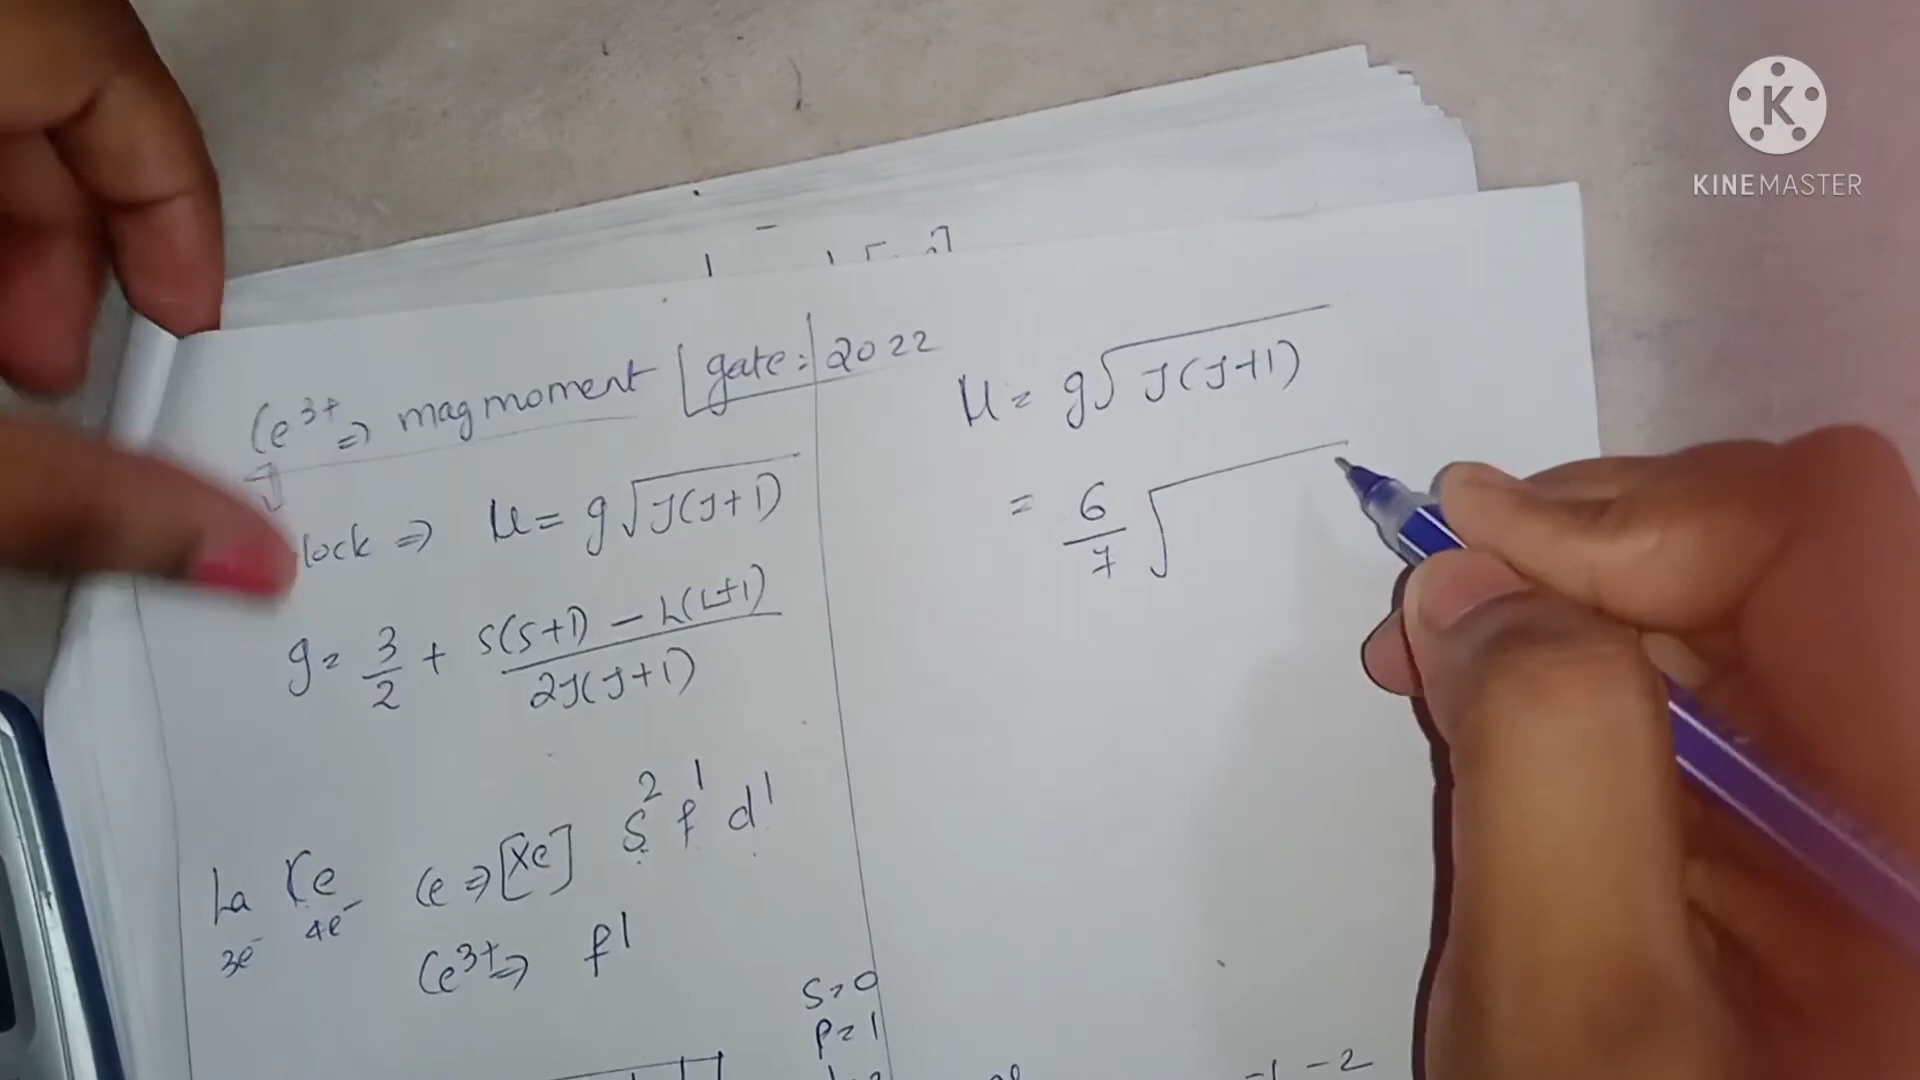 KINEMASTER
Ce³⁺ ⇒ mag moment [gate: 2022
lock ⇒ μ = g√J(J+1)
g = 3/2 + S(S+1) - L(L+1) / 2J(J+1)
La Ce Ce ⇒ [Xe] s² f¹ d¹
3e⁻ 4e⁻
Ce³⁺ ⇒ f¹
s = 0
p = 1
μ = g√J(J+1)
= 6/7 √
-1 -2